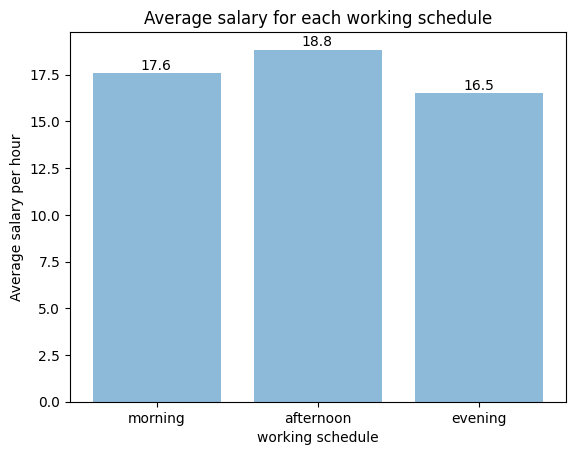 Average salary for each working schedule
18.8
17.6
16.5
17.5
15.0
12.5
10.0
7.5
5.0
2.5
0.0
Average salary per hour
morning afternoon evening
working schedule